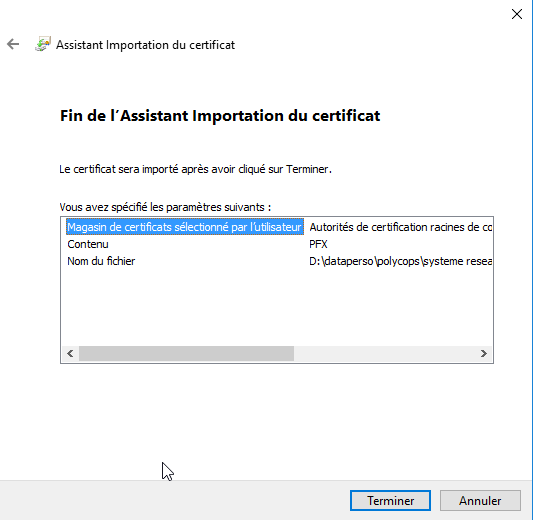 Assistant Importation du certificat
Fin de l’Assistant Importation du certificat
Le certificat sera importé après avoir cliqué sur Terminer.
Vous avez spécifié les paramètres suivants :
Magasin de certificats sélectionné par l’utilisateur Autorités de certification racines de co
Contenu PFX
Nom du fichier D:\dataperso\polycops\systeme resea
Terminer Annuler